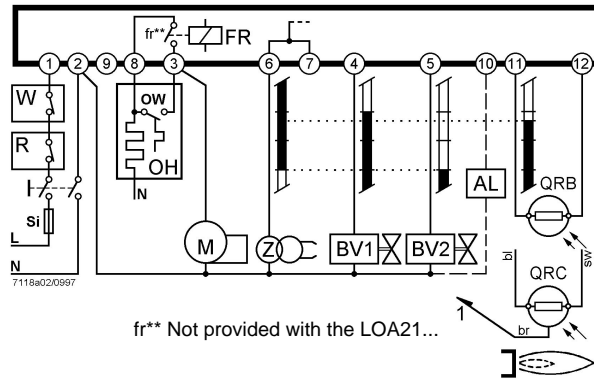 fr** FR
1 2 9 8 3 6 7 4 5 10 11 12
W
OW
R
OH
AL
QRB
Si
N
M Z BV1 BV2
L
bl sw
N
7118a02/0997
QRC
fr** Not provided with the LOA21...
1
br